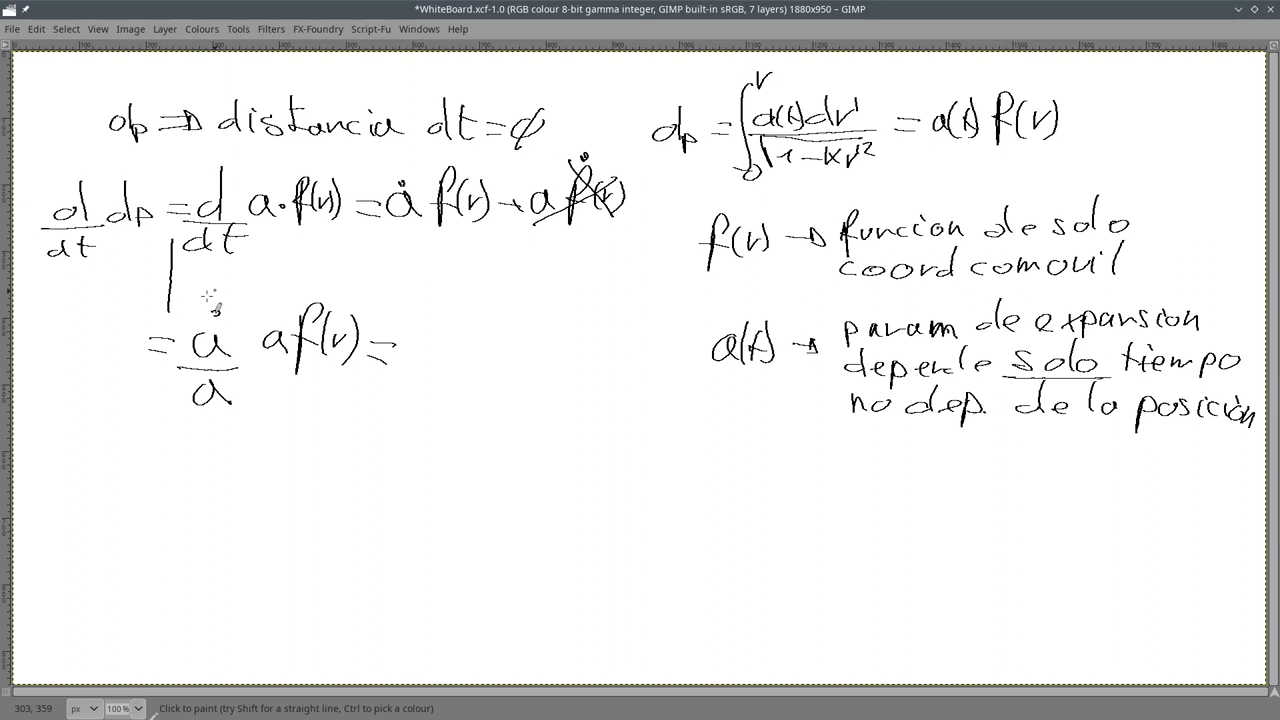 *WhiteBoard.xcf-1.0 (RGB colour 8-bit gamma integer, GIMP built-in sRGB, 7 layers) 1880x950 – GIMP
File Edit Select View Image Layer Colours Tools Filters FX-Foundry Script-Fu Windows Help
dp ⇒ distancia dt = ∅
d/dt dp = d/dt a·f(r) = ȧ f(r) + a ḟ(r)
= ȧ/a a f(r) =
dp = ∫₀^r a(t)dr'/√(1-kr'²) = a(t) f(r)
f(r) → funcion de solo
coord comovil
a(t) → param de expansion
depende solo tiempo
no dep. de la posición
303, 359 px 100% Click to paint (try Shift for a straight line, Ctrl to pick a colour)